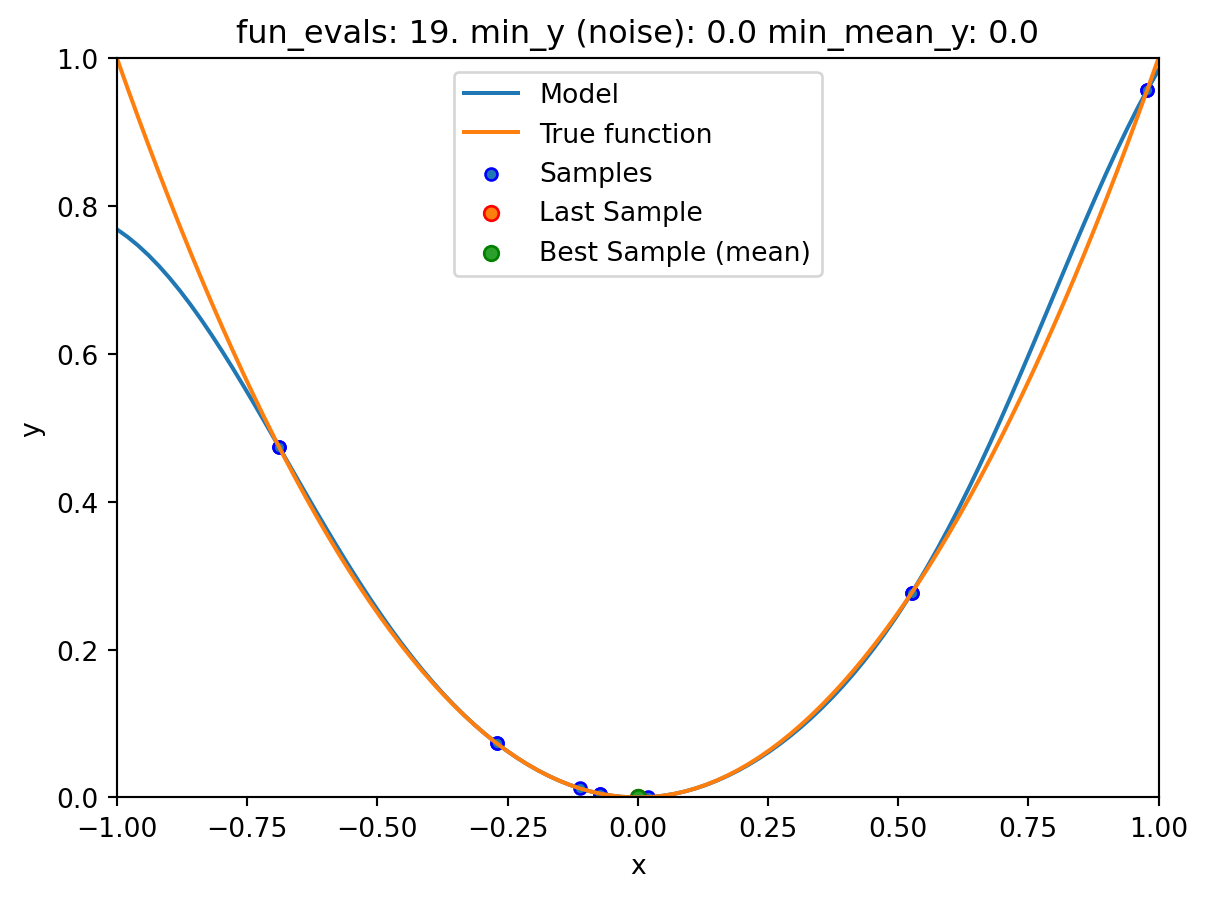 fun_evals: 19. min_y (noise): 0.0 min_mean_y: 0.0
Model
True function
Samples
Last Sample
Best Sample (mean)
1.0
0.8
0.6
0.4
0.2
0.0
y
−1.00 −0.75 −0.50 −0.25 0.00 0.25 0.50 0.75 1.00
x